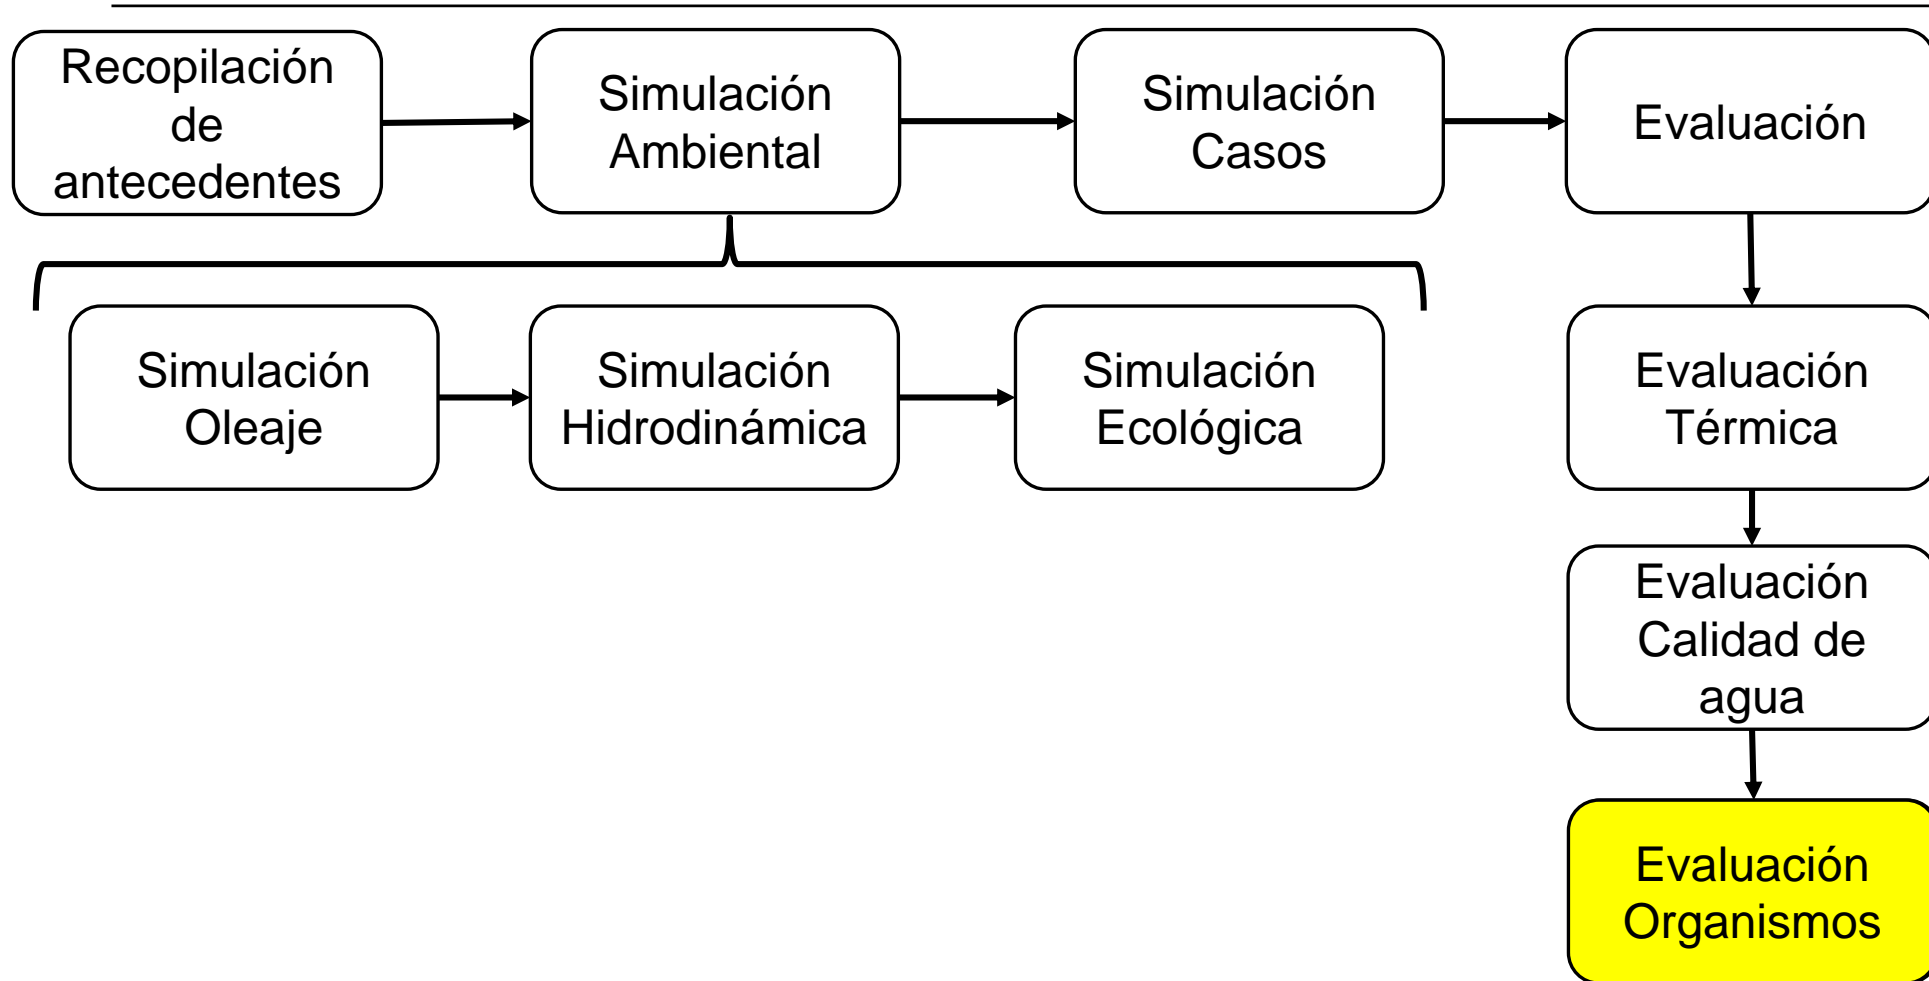 Recopilación
de
antecedentes
Simulación
Ambiental
Simulación
Casos
Evaluación
Simulación
Oleaje
Simulación
Hidrodinámica
Simulación
Ecológica
Evaluación
Térmica
Evaluación
Calidad de
agua
Evaluación
Organismos